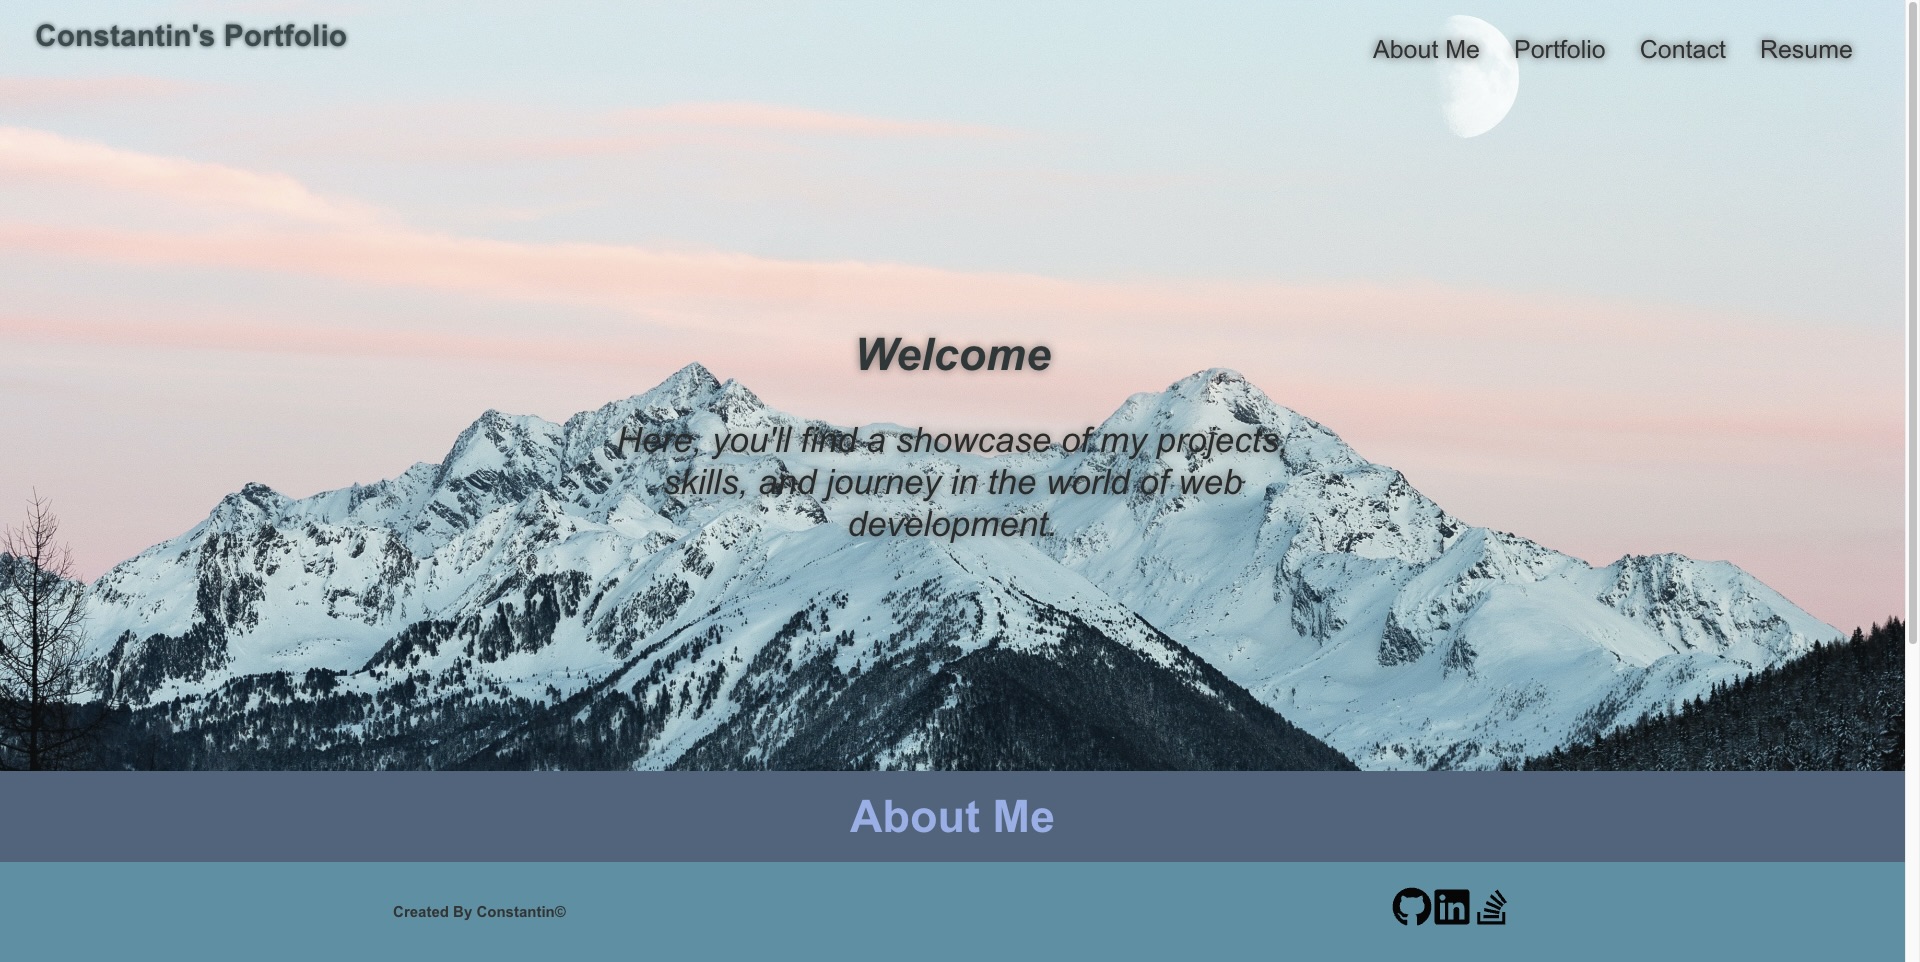 Constantin's Portfolio
About Me Portfolio Contact Resume
Welcome
Here, you'll find a showcase of my projects,
skills, and journey in the world of web
development.
About Me
Created By Constantin©
in